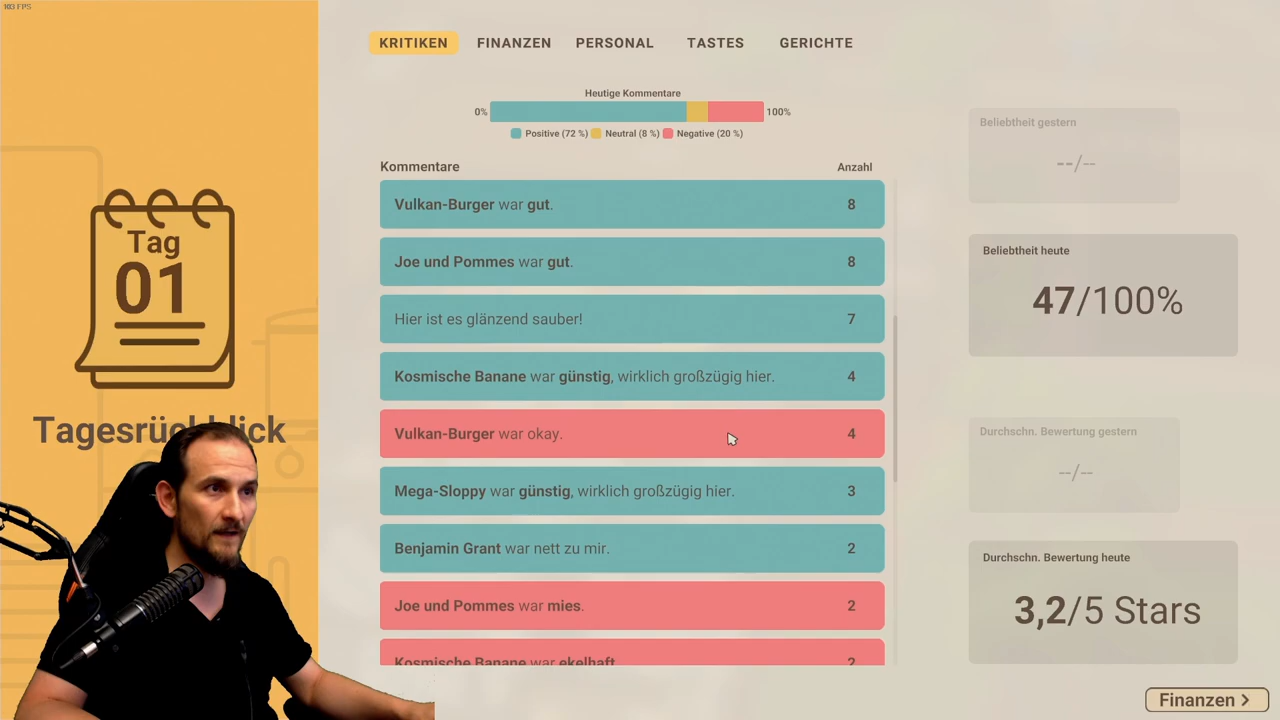 103 FPS
KRITIKEN FINANZEN PERSONAL TASTES GERICHTE
Heutige Kommentare
0% 100%
Positive (72 %) Neutral (8 %) Negative (20 %)
Kommentare Anzahl
Vulkan-Burger war gut. 8
Joe und Pommes war gut. 8
Hier ist es glänzend sauber! 7
Kosmische Banane war günstig, wirklich großzügig hier. 4
Vulkan-Burger war okay. 4
Mega-Sloppy war günstig, wirklich großzügig hier. 3
Benjamin Grant war nett zu mir. 2
Joe und Pommes war mies. 2
Kosmische Banane war ekelhaft 2
Tag
01
Tagesrückblick
Beliebtheit gestern
--/--
Beliebtheit heute
47/100%
Durchschn. Bewertung gestern
--/--
Durchschn. Bewertung heute
3,2/5 Stars
Finanzen >